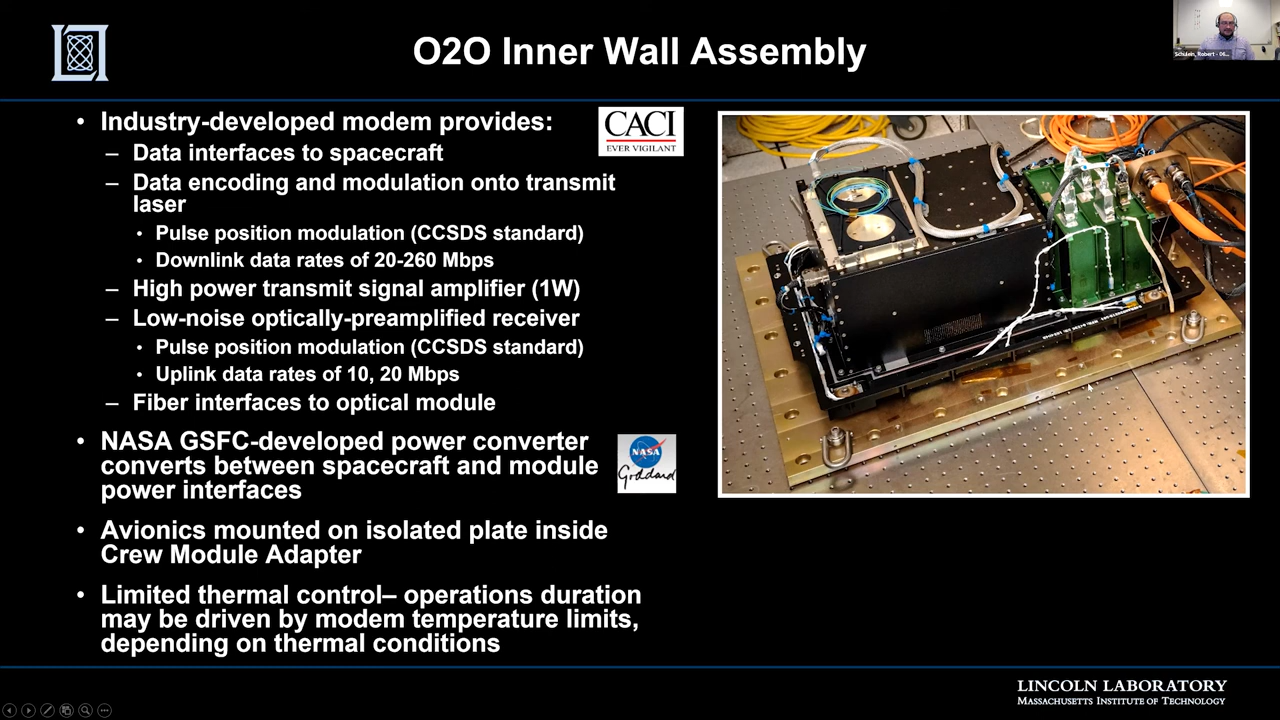 O2O Inner Wall Assembly
Schulein, Robert - 06...
• Industry-developed modem provides:
CACI
EVER VIGILANT
– Data interfaces to spacecraft
– Data encoding and modulation onto transmit
laser
• Pulse position modulation (CCSDS standard)
• Downlink data rates of 20-260 Mbps
– High power transmit signal amplifier (1W)
– Low-noise optically-preamplified receiver
• Pulse position modulation (CCSDS standard)
• Uplink data rates of 10, 20 Mbps
– Fiber interfaces to optical module
• NASA GSFC-developed power converter
converts between spacecraft and module
power interfaces
NASA
Goddard
• Avionics mounted on isolated plate inside
Crew Module Adapter
• Limited thermal control– operations duration
may be driven by modem temperature limits,
depending on thermal conditions
LINCOLN LABORATORY
MASSACHUSETTS INSTITUTE OF TECHNOLOGY